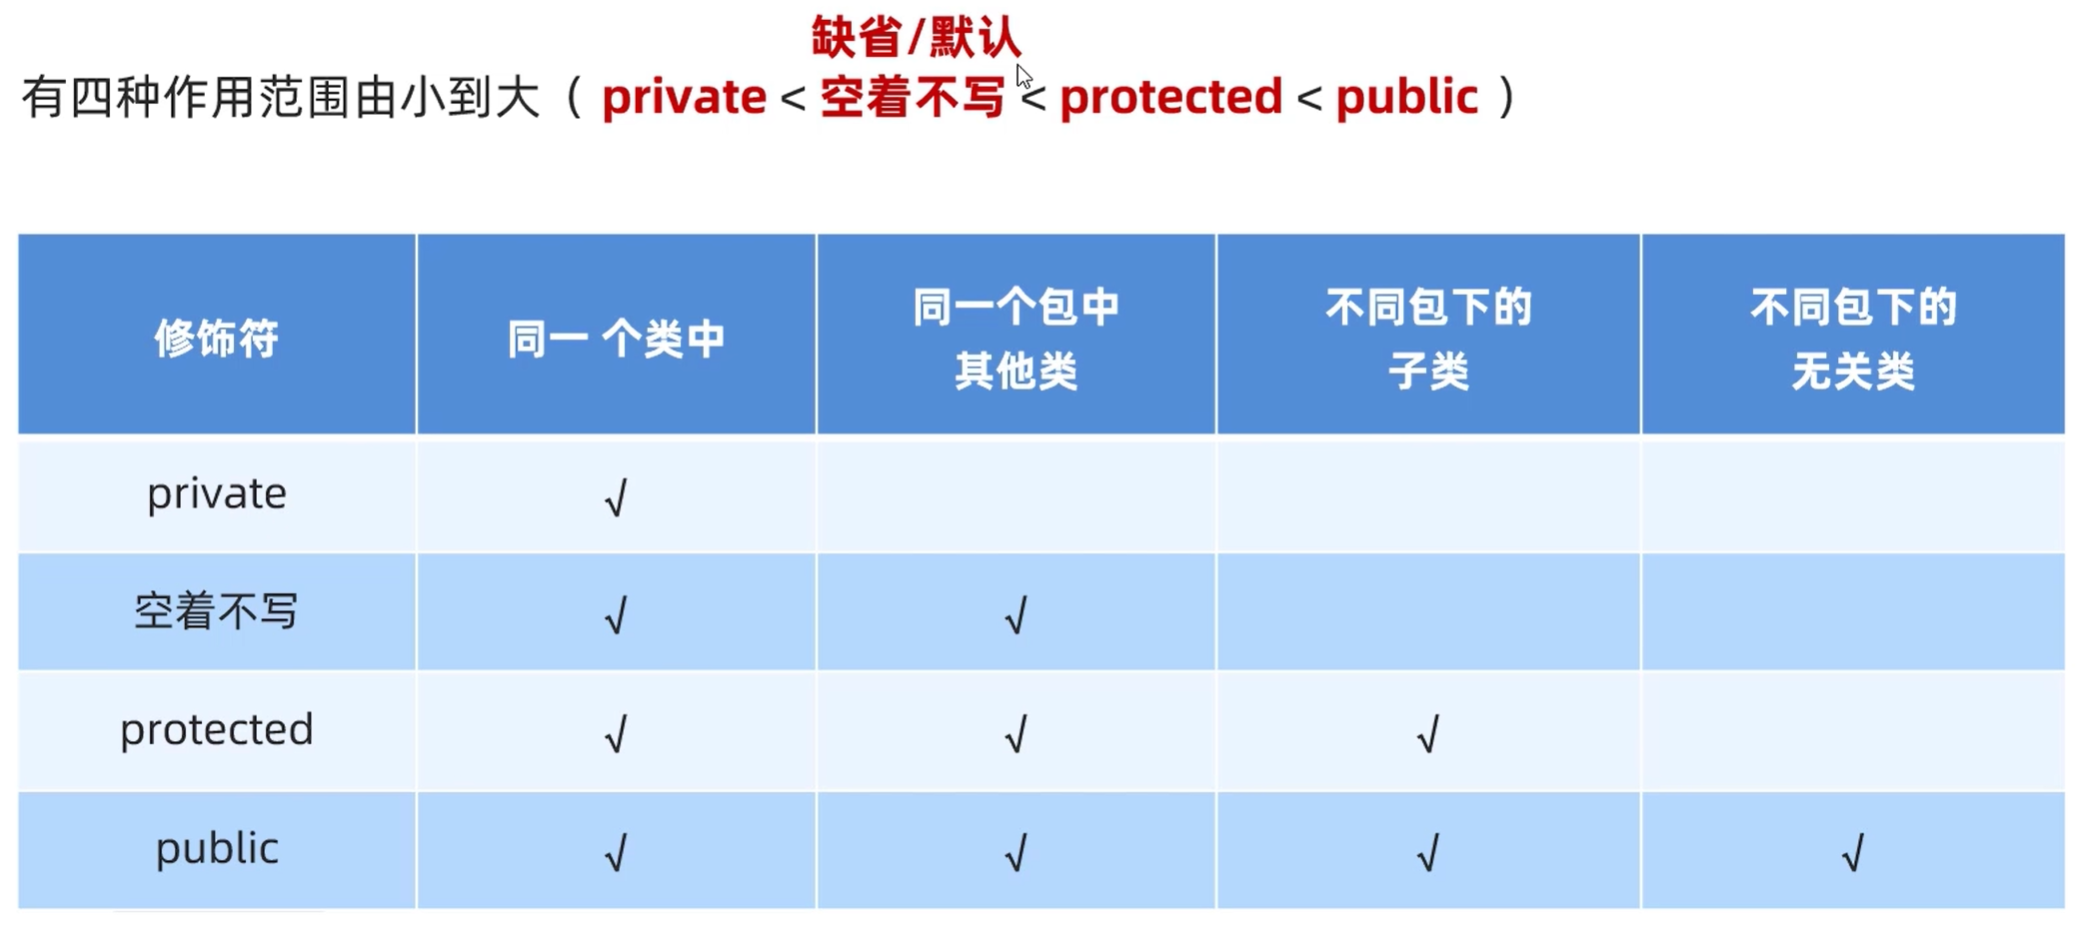 缺省/默认
有四种作用范围由小到大（ private < 空着不写 < protected < public ）
修饰符
同一 个类中
同一个包中
其他类
不同包下的
子类
不同包下的
无关类
private √
空着不写 √ √
protected √ √ √
public √ √ √ √